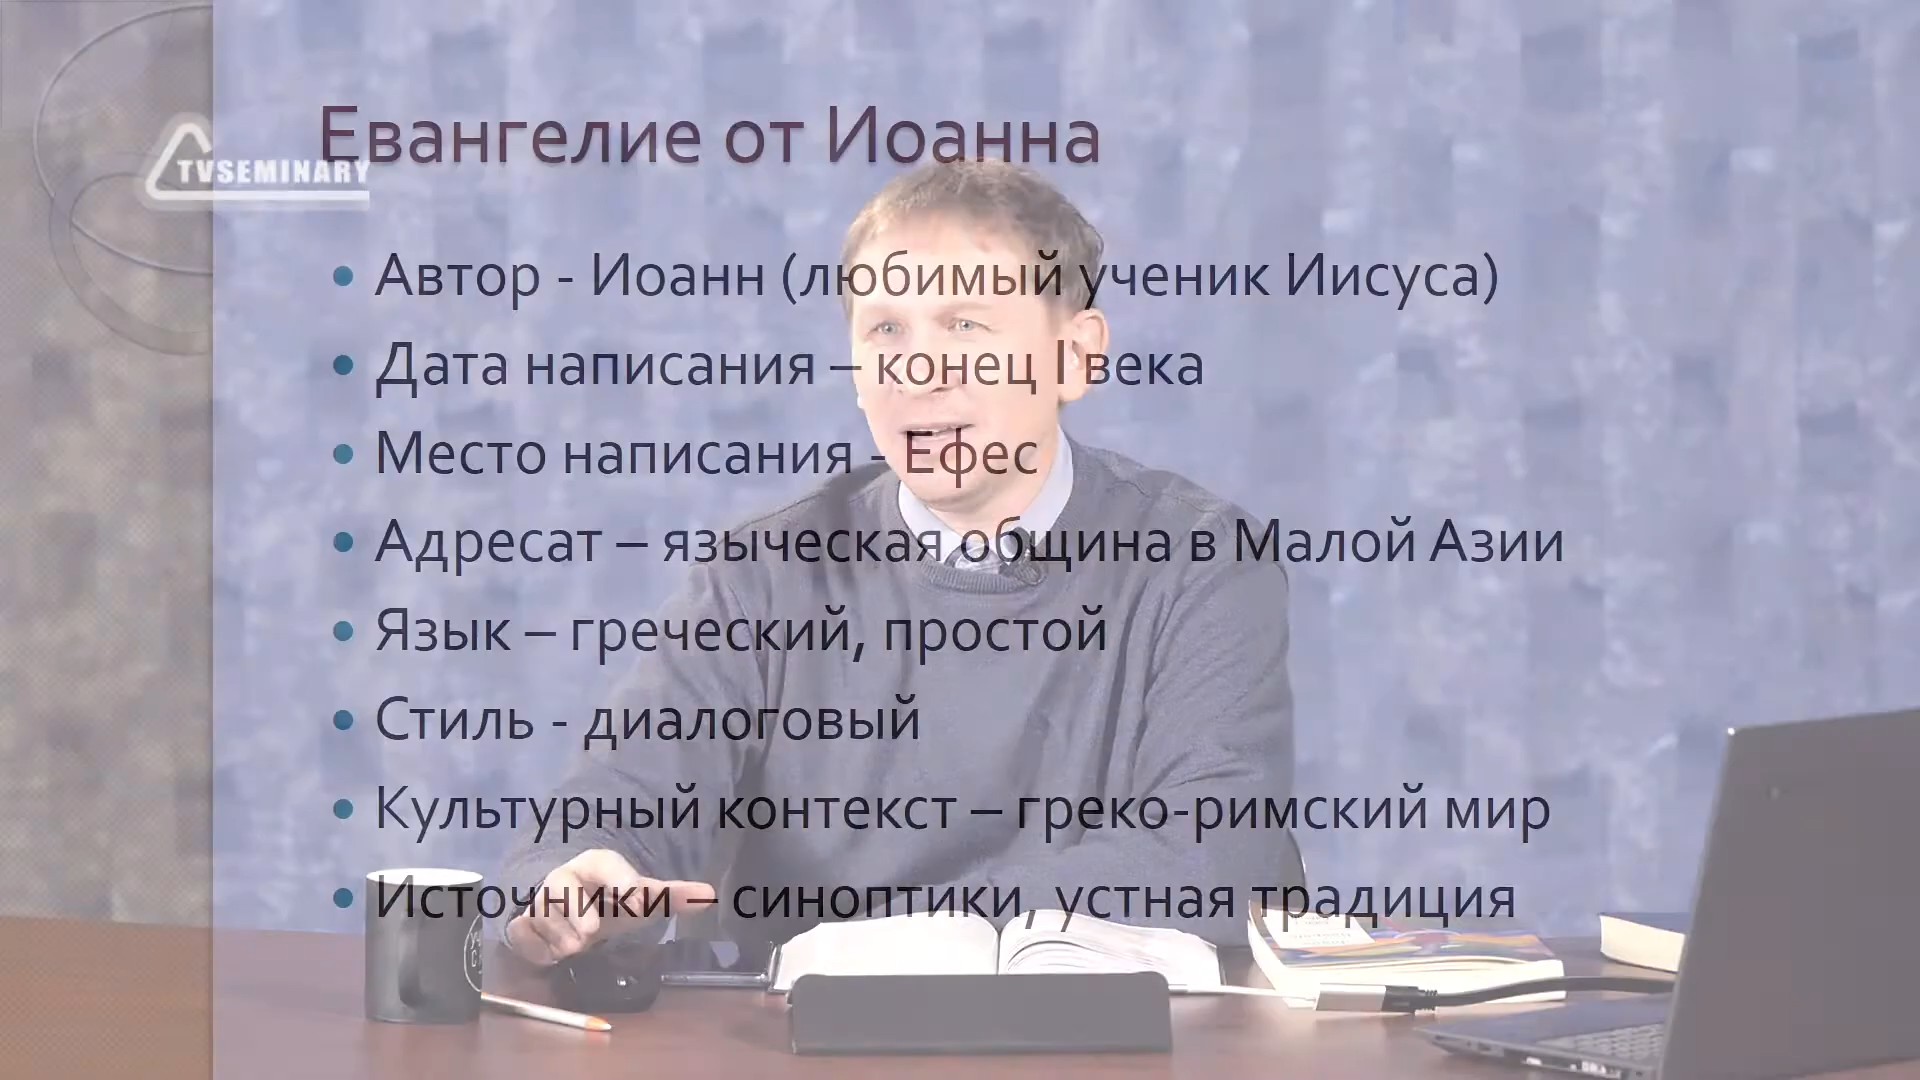 Евангелие от Иоанна
TVSEMINARY
• Автор - Иоанн (любимый ученик Иисуса)
• Дата написания – конец I века
• Место написания - Ефес
• Адресат – языческая община в Малой Азии
• Язык – греческий, простой
• Стиль - диалоговый
• Культурный контекст – греко-римский мир
• Источники – синоптики, устная традиция